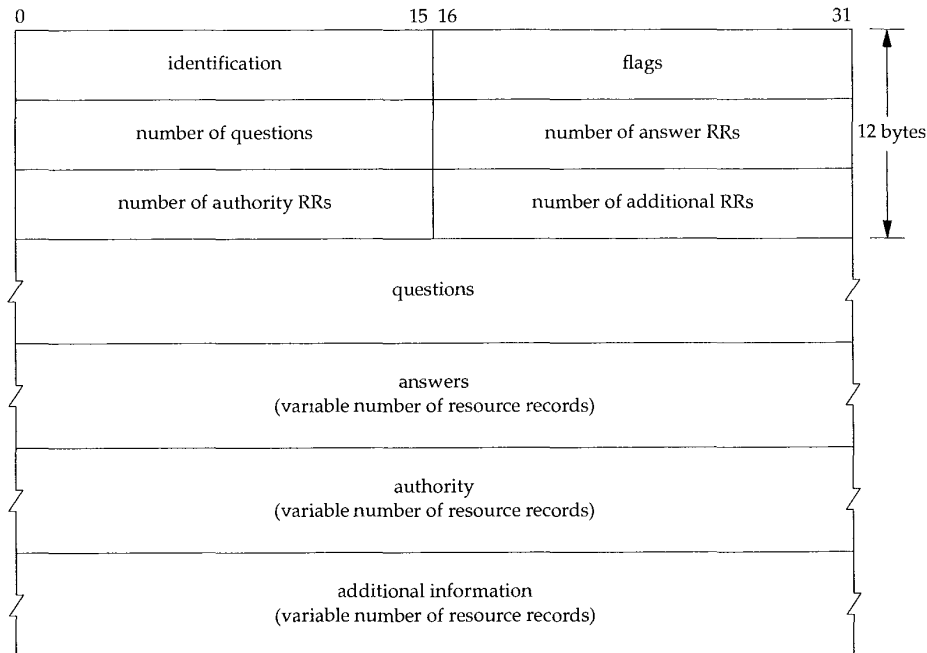 0 15 16 31
identification flags
number of questions number of answer RRs 12 bytes
number of authority RRs number of additional RRs
questions
answers
(variable number of resource records)
authority
(variable number of resource records)
additional information
(variable number of resource records)